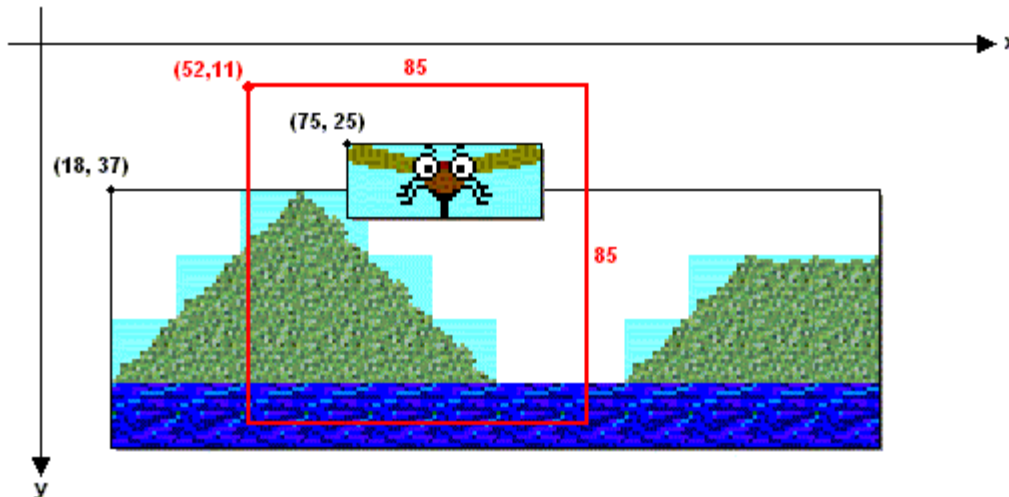 x
(52,11) 85
(75, 25)
(18, 37)
85
y